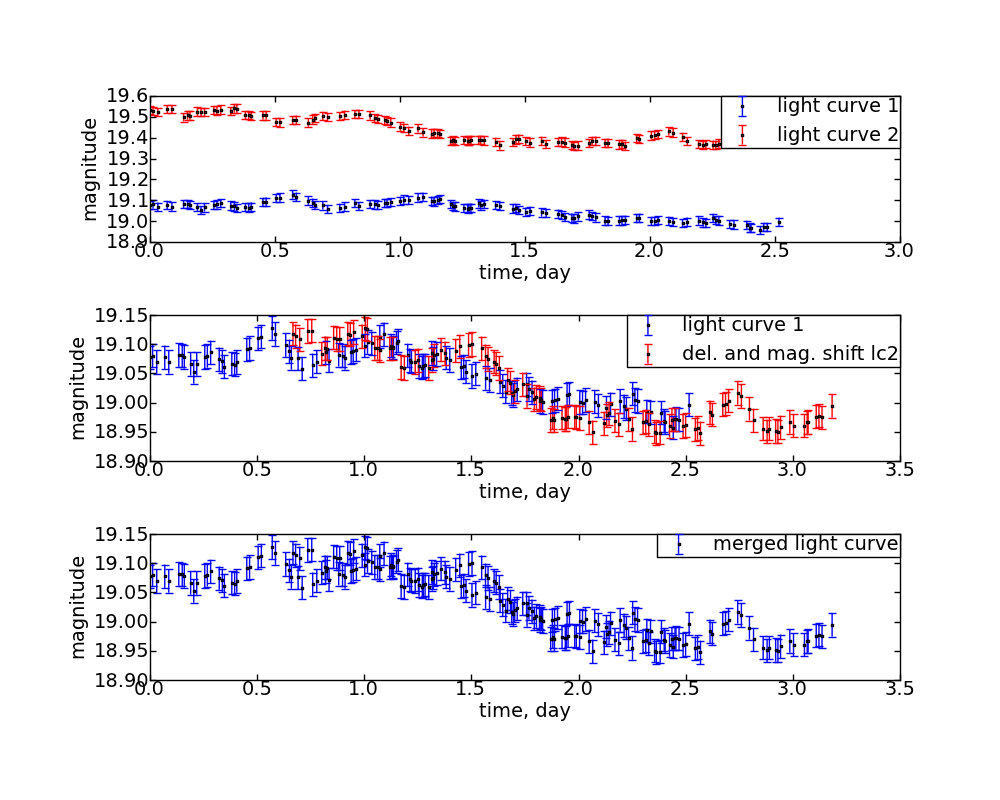 19.6
19.5
19.4
19.3
19.2
19.1
19.0
18.9
magnitude
light curve 1
light curve 2
0.0 0.5 1.0 1.5 2.0 2.5 3.0
time, day
19.15
19.10
19.05
19.00
18.95
18.90
magnitude
light curve 1
del. and mag. shift lc2
0.0 0.5 1.0 1.5 2.0 2.5 3.0 3.5
time, day
19.15
19.10
19.05
19.00
18.95
18.90
magnitude
merged light curve
0.0 0.5 1.0 1.5 2.0 2.5 3.0 3.5
time, day